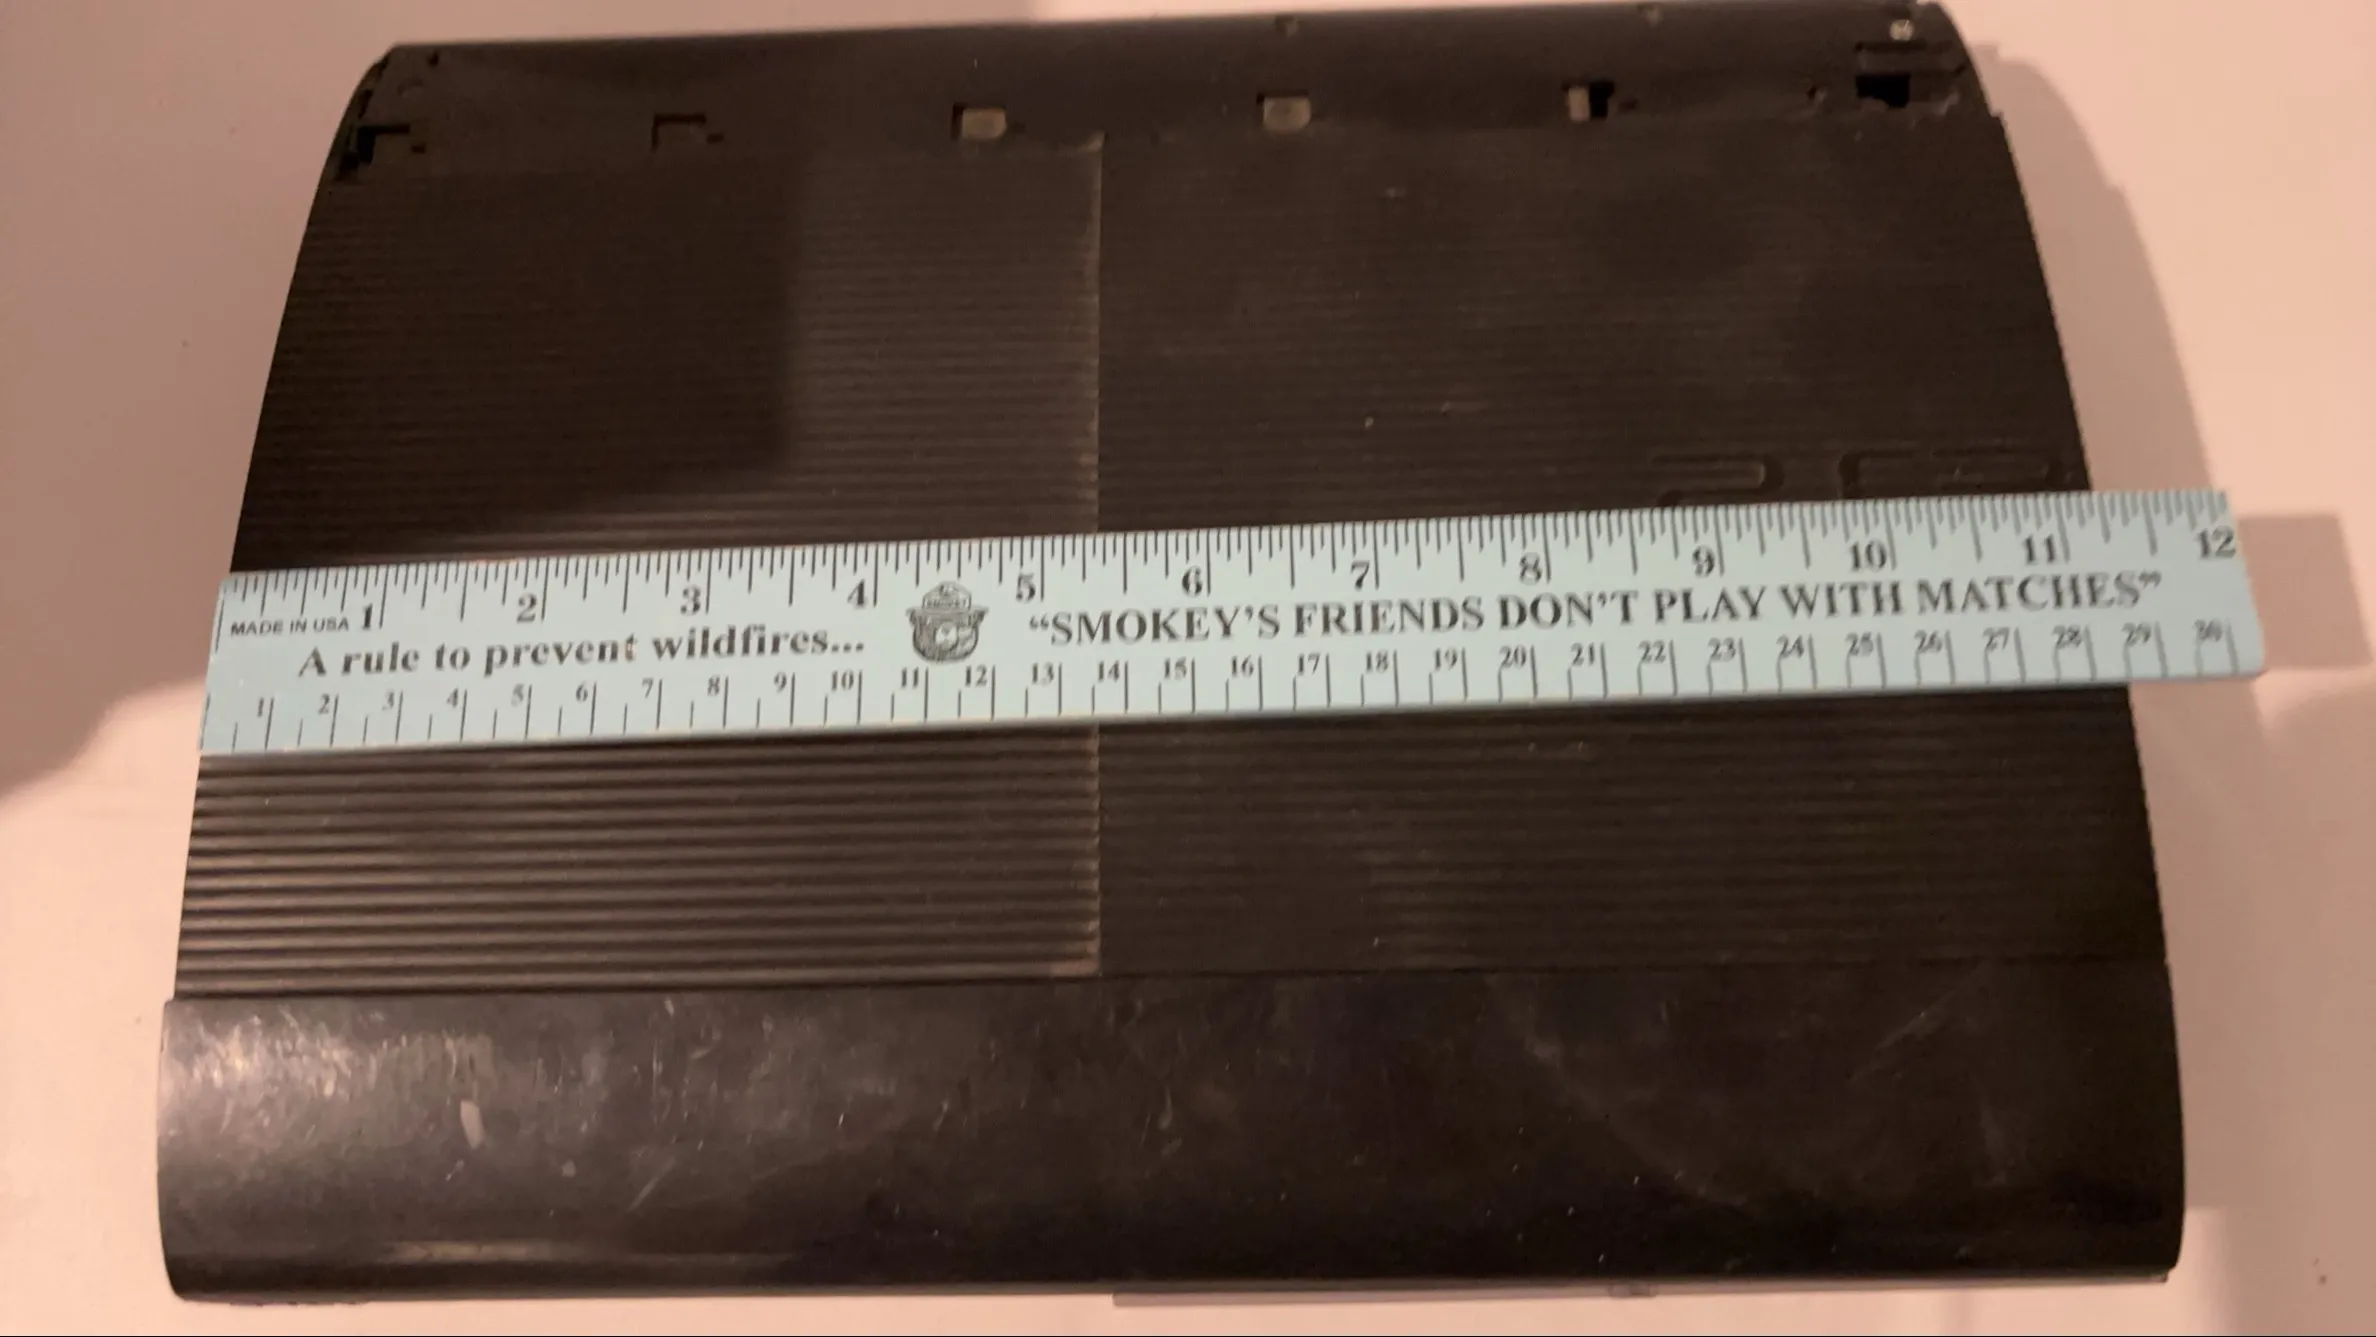 1 2 3 4 5 6 7 8 9 10 11 12
MADE IN USA
A rule to prevent wildfires... "SMOKEY'S FRIENDS DON'T PLAY WITH MATCHES"
1 2 3 4 5 6 7 8 9 10 11 12 13 14 15 16 17 18 19 20 21 22 23 24 25 26 27 28 29 30